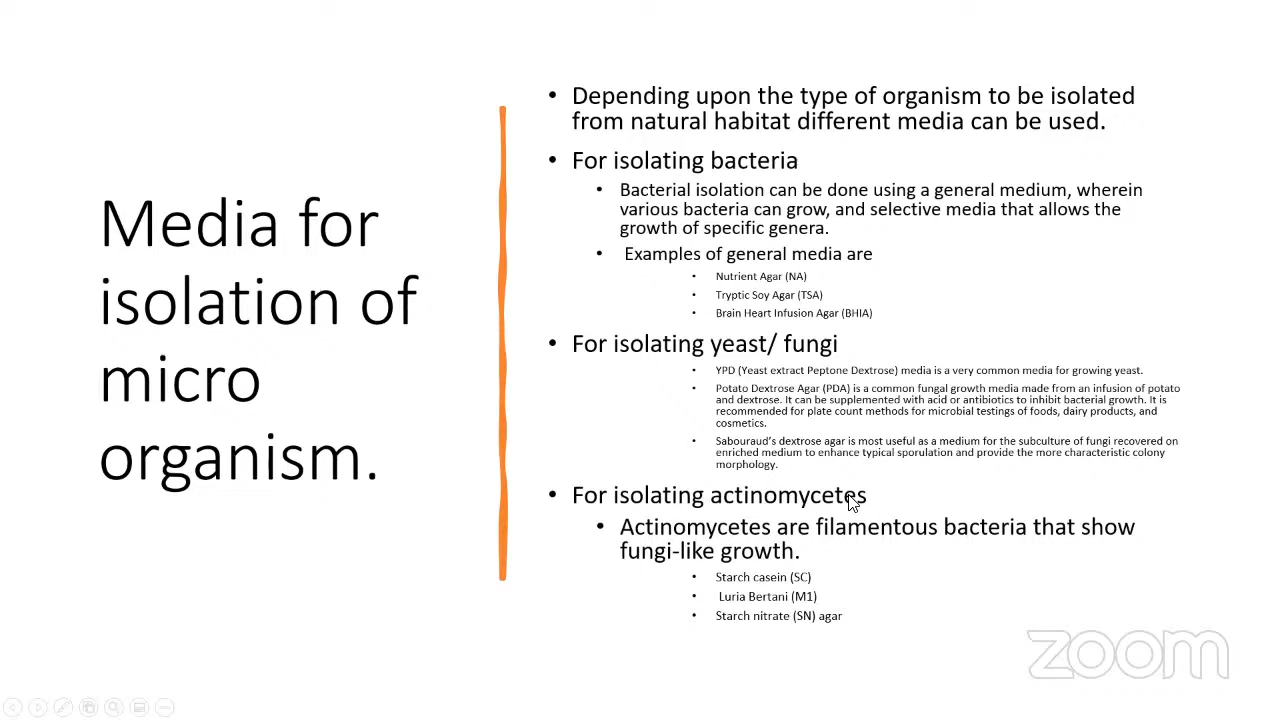 Media for
isolation of
micro
organism.
• Depending upon the type of organism to be isolated
from natural habitat different media can be used.
• For isolating bacteria
• Bacterial isolation can be done using a general medium, wherein
various bacteria can grow, and selective media that allows the
growth of specific genera.
• Examples of general media are
• Nutrient Agar (NA)
• Tryptic Soy Agar (TSA)
• Brain Heart Infusion Agar (BHIA)
• For isolating yeast/ fungi
• YPD (Yeast extract Peptone Dextrose) media is a very common media for growing yeast.
• Potato Dextrose Agar (PDA) is a common fungal growth media made from an infusion of potato
and dextrose. It can be supplemented with acid or antibiotics to inhibit bacterial growth. It is
recommended for plate count methods for microbial testings of foods, dairy products, and
cosmetics.
• Sabouraud's dextrose agar is most useful as a medium for the subculture of fungi recovered on
enriched medium to enhance typical sporulation and provide the more characteristic colony
morphology.
• For isolating actinomycetes
• Actinomycetes are filamentous bacteria that show
fungi-like growth.
• Starch casein (SC)
• Luria Bertani (M1)
• Starch nitrate (SN) agar
zoom